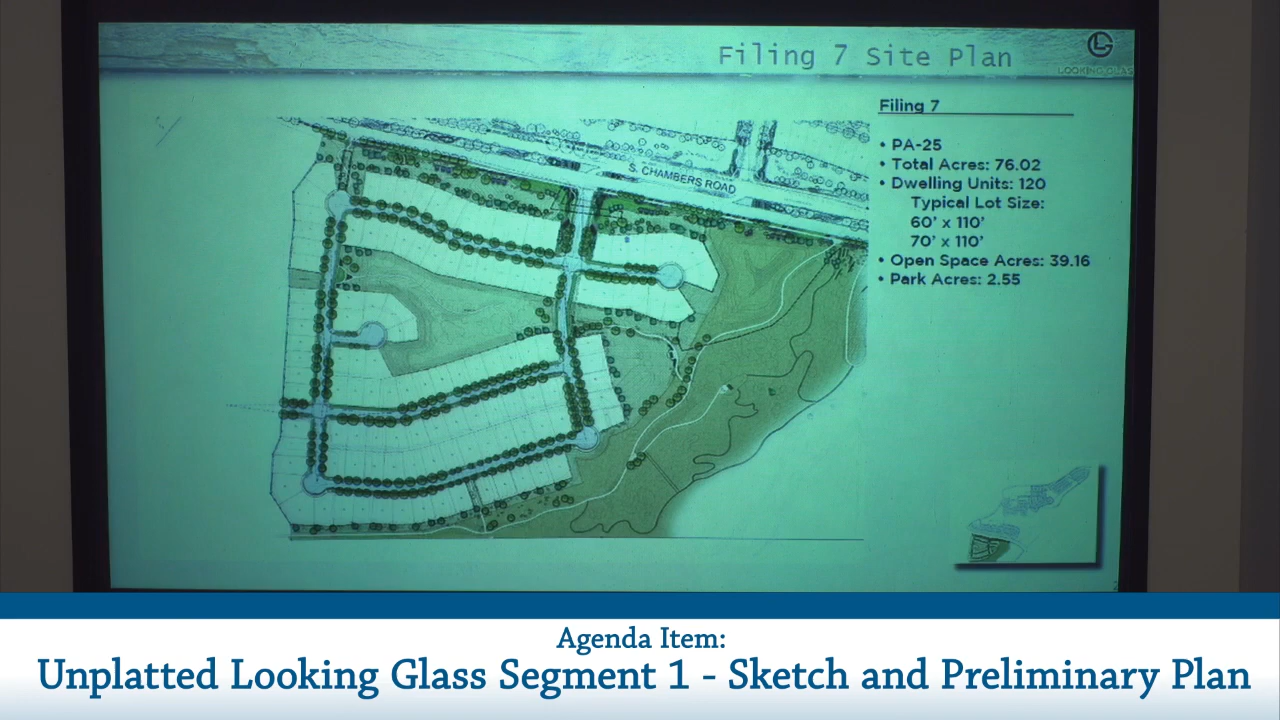 Filing 7 Site Plan
LOOKING GLASS
Filing 7
• PA-25
• Total Acres: 76.02
• Dwelling Units: 120
Typical Lot Size:
60' x 110'
70' x 110'
• Open Space Acres: 39.16
• Park Acres: 2.55
S. CHAMBERS ROAD
Agenda Item:
Unplatted Looking Glass Segment 1 - Sketch and Preliminary Plan